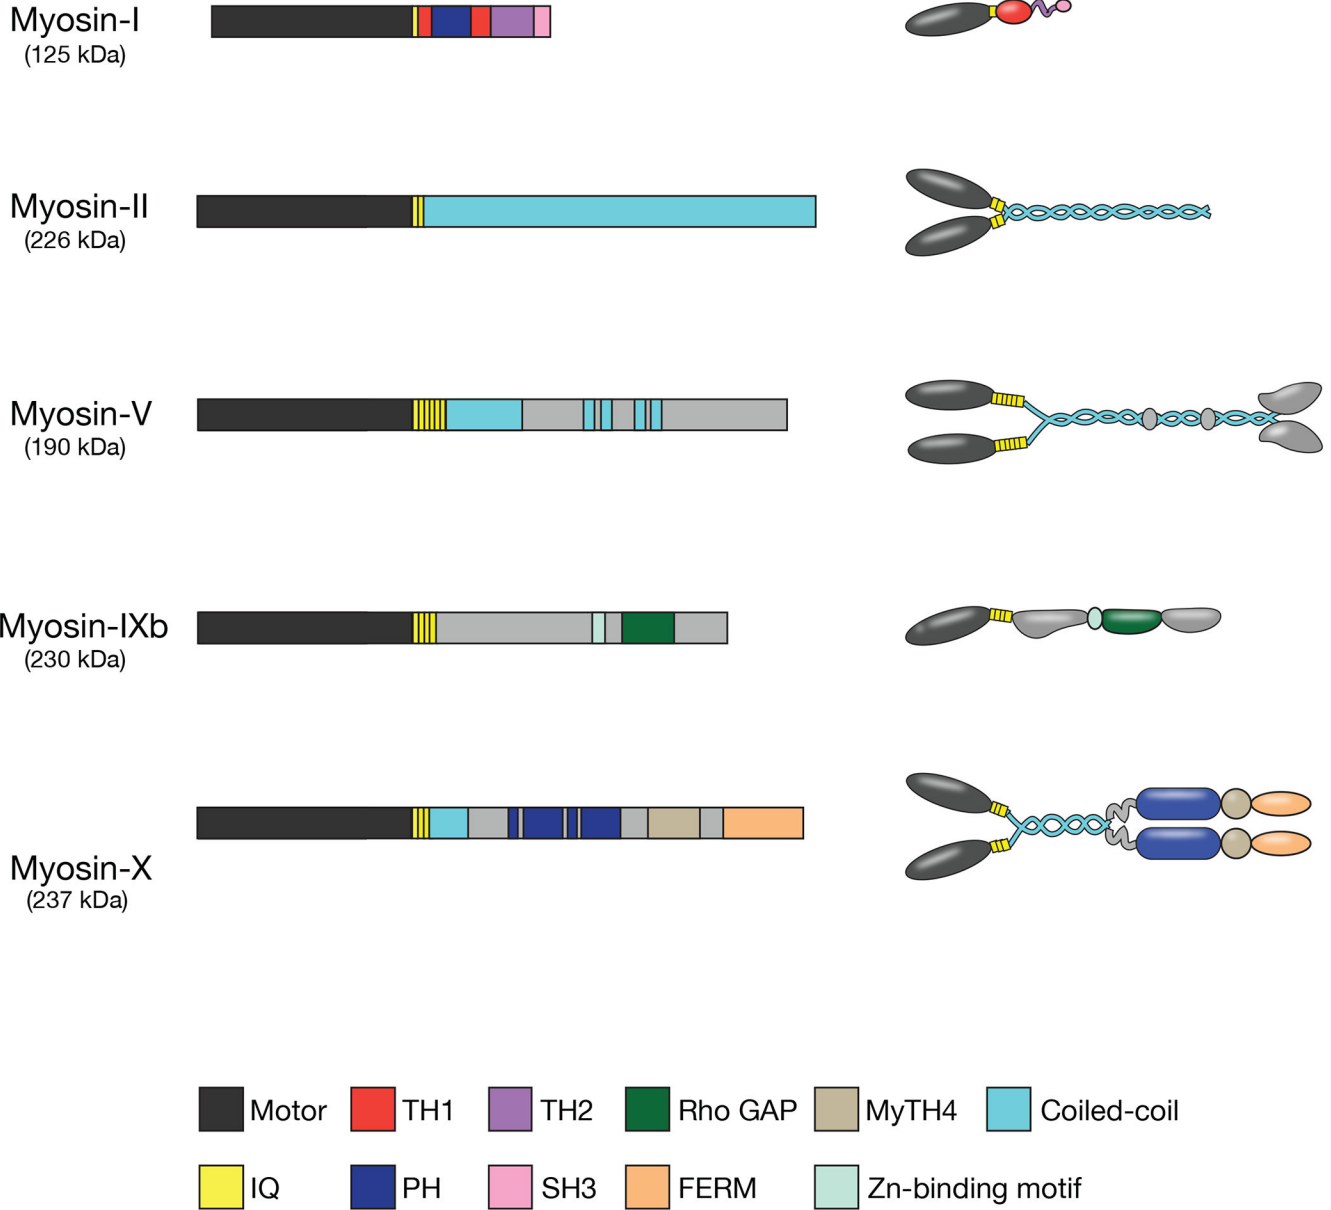 Myosin-I
(125 kDa)
Myosin-II
(226 kDa)
Myosin-V
(190 kDa)
Myosin-IXb
(230 kDa)
Myosin-X
(237 kDa)
Motor TH1 TH2 Rho GAP MyTH4 Coiled-coil
IQ PH SH3 FERM Zn-binding motif